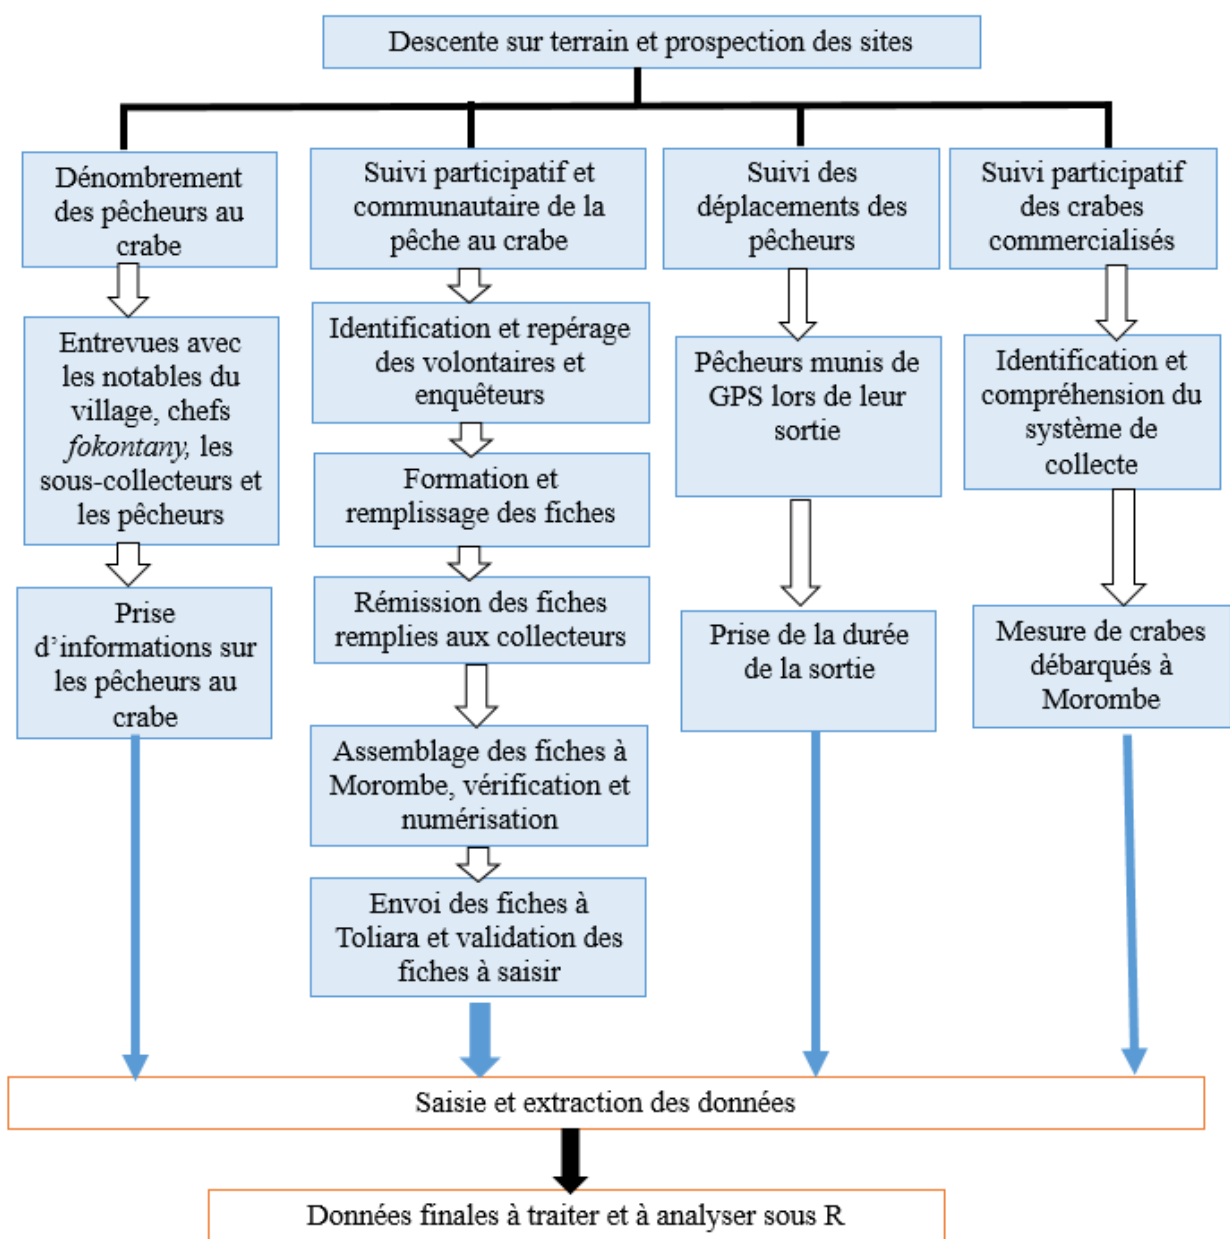 Descente sur terrain et prospection des sites
Dénombrement
des pêcheurs au
crabe
Entrevues avec
les notables du
village, chefs
fokontany, les
sous-collecteurs et
les pêcheurs
Prise
d’informations sur
les pêcheurs au
crabe
Suivi participatif et
communautaire de la
pêche au crabe
Identification et repérage
des volontaires et
enquêteurs
Formation et
remplissage des fiches
Rémission des fiches
remplies aux collecteurs
Assemblage des fiches à
Morombe, vérification et
numérisation
Envoi des fiches à
Toliara et validation des
fiches à saisir
Suivi des
déplacements des
pêcheurs
Pêcheurs munis de
GPS lors de leur
sortie
Prise de la durée
de la sortie
Suivi participatif
des crabes
commercialisés
Identification et
compréhension du
système de
collecte
Mesure de crabes
débarqués à
Morombe
Saisie et extraction des données
Données finales à traiter et à analyser sous R